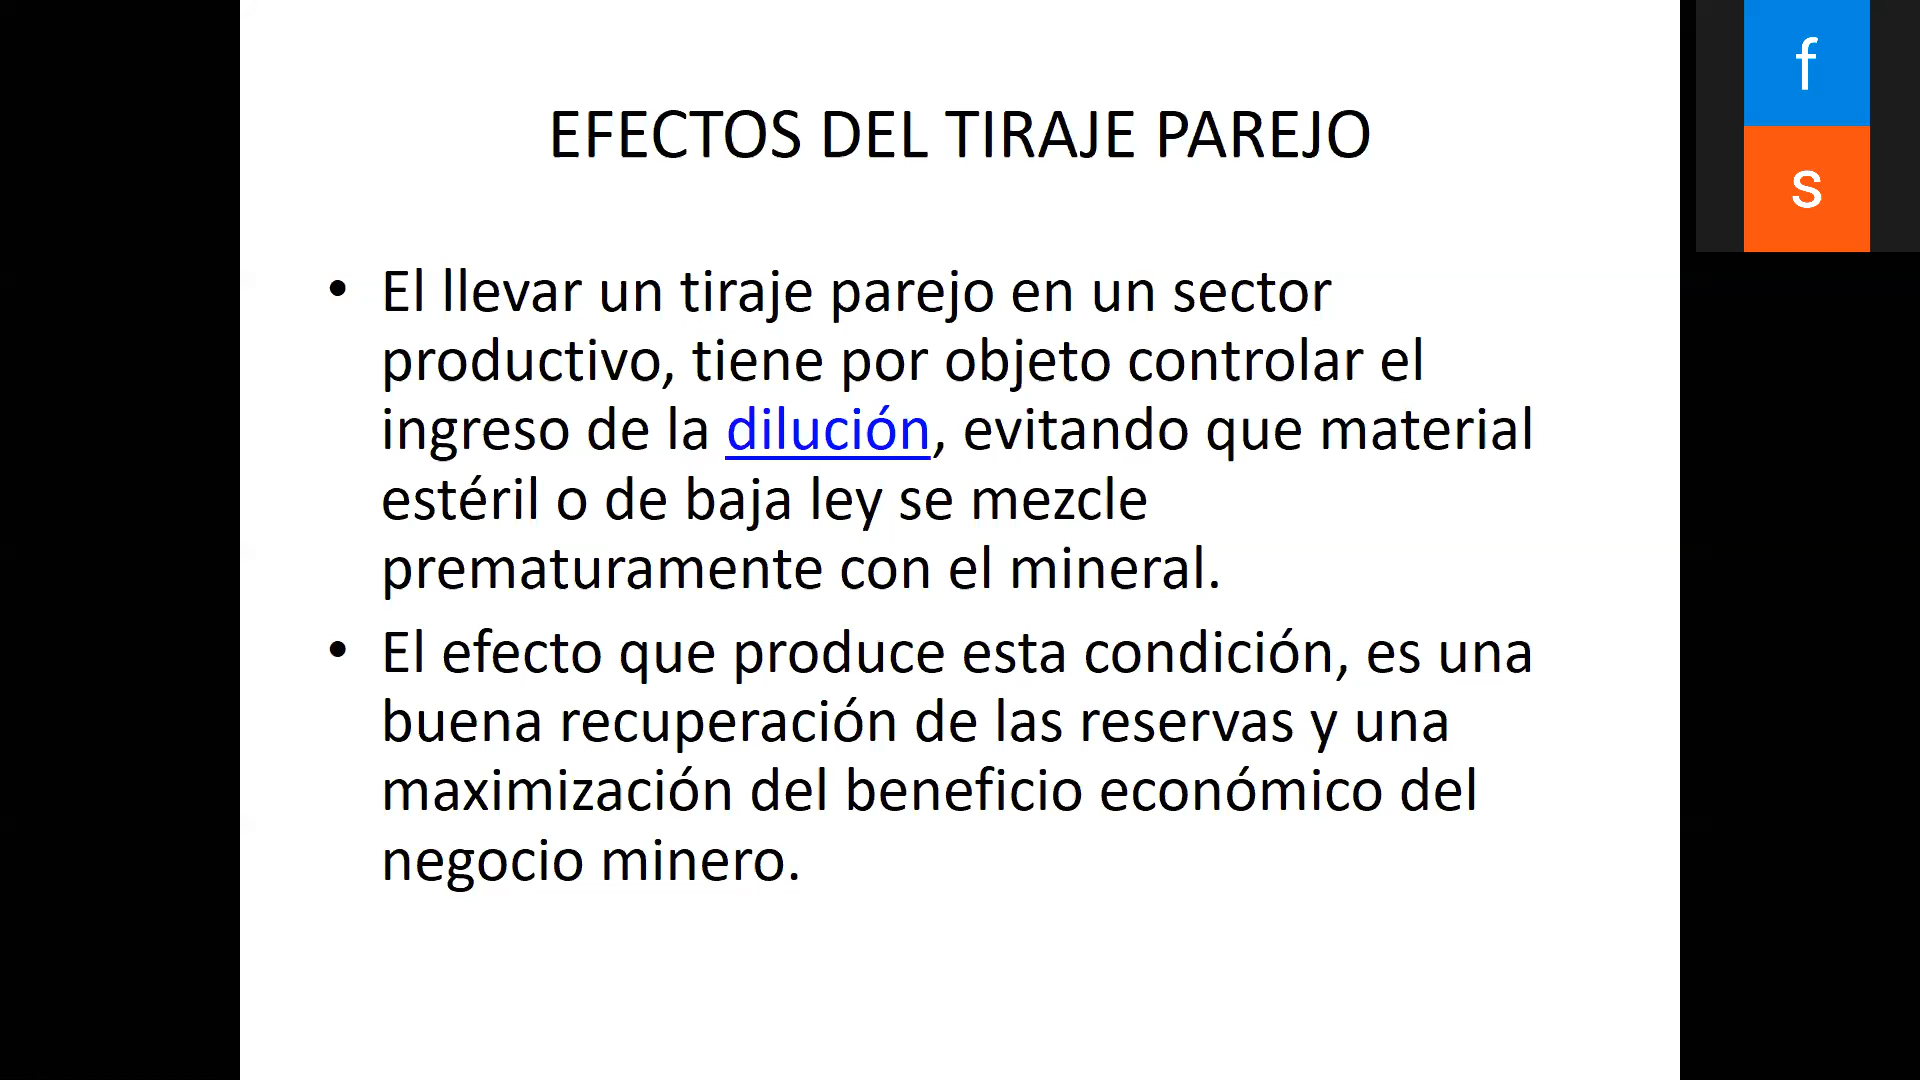 EFECTOS DEL TIRAJE PAREJO
• El llevar un tiraje parejo en un sector
productivo, tiene por objeto controlar el
ingreso de la dilución, evitando que material
estéril o de baja ley se mezcle
prematuramente con el mineral.
• El efecto que produce esta condición, es una
buena recuperación de las reservas y una
maximización del beneficio económico del
negocio minero.
f
s